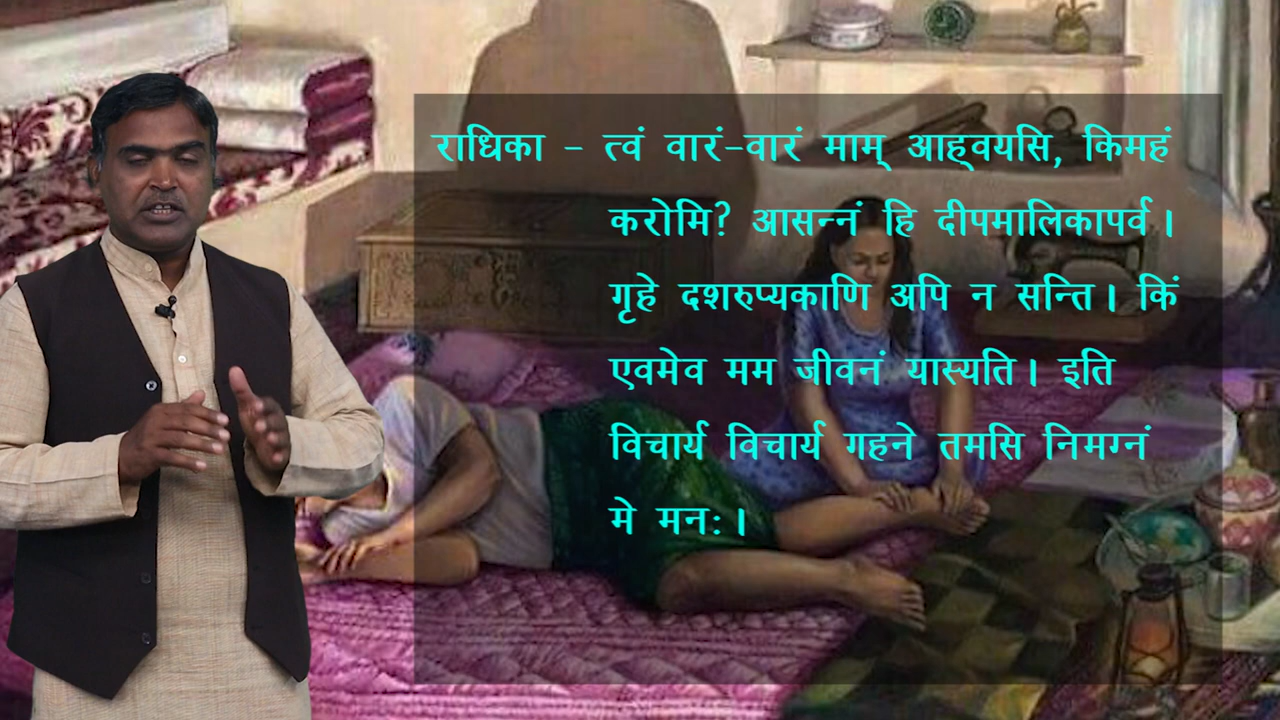 राधिका - त्वं वारं-वारं माम् आह्वयसि, किमहं
करोमि? आसन्नं हि दीपमालिकापर्व।
गृहे दशरुप्यकाणि अपि न सन्ति। किं
एवमेव मम जीवनं यास्यति। इति
विचार्य विचार्य गहने तमसि निमग्नं
मे मनः।